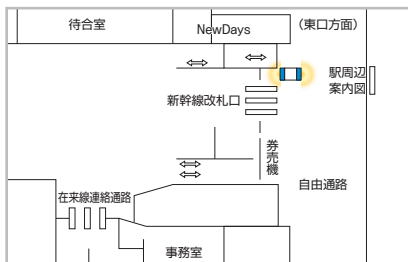 待合室
NewDays
（東口方面）
駅周辺
案内図
新幹線改札口
券売機
在来線連絡通路
自由通路
事務室